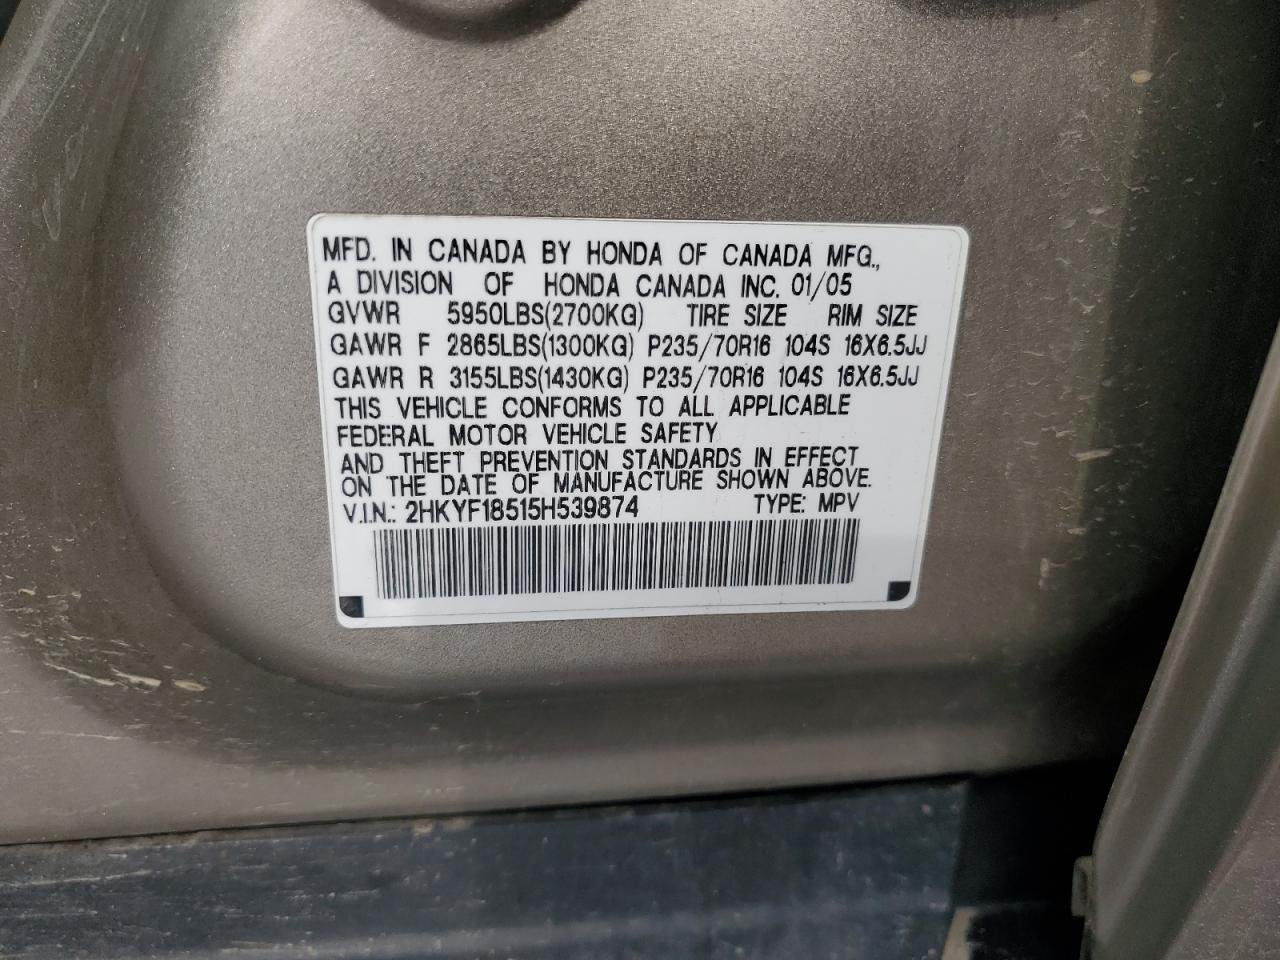 MFD. IN CANADA BY HONDA OF CANADA MFG.,
A DIVISION OF HONDA CANADA INC. 01/05
GVWR 5950LBS(2700KG) TIRE SIZE RIM SIZE
GAWR F 2865LBS(1300KG) P235/70R16 104S 16X6.5JJ
GAWR R 3155LBS(1430KG) P235/70R16 104S 16X6.5JJ
THIS VEHICLE CONFORMS TO ALL APPLICABLE
FEDERAL MOTOR VEHICLE SAFETY
AND THEFT PREVENTION STANDARDS IN EFFECT
ON THE DATE OF MANUFACTURE SHOWN ABOVE.
V.I.N.: 2HKYF18515H539874 TYPE: MPV